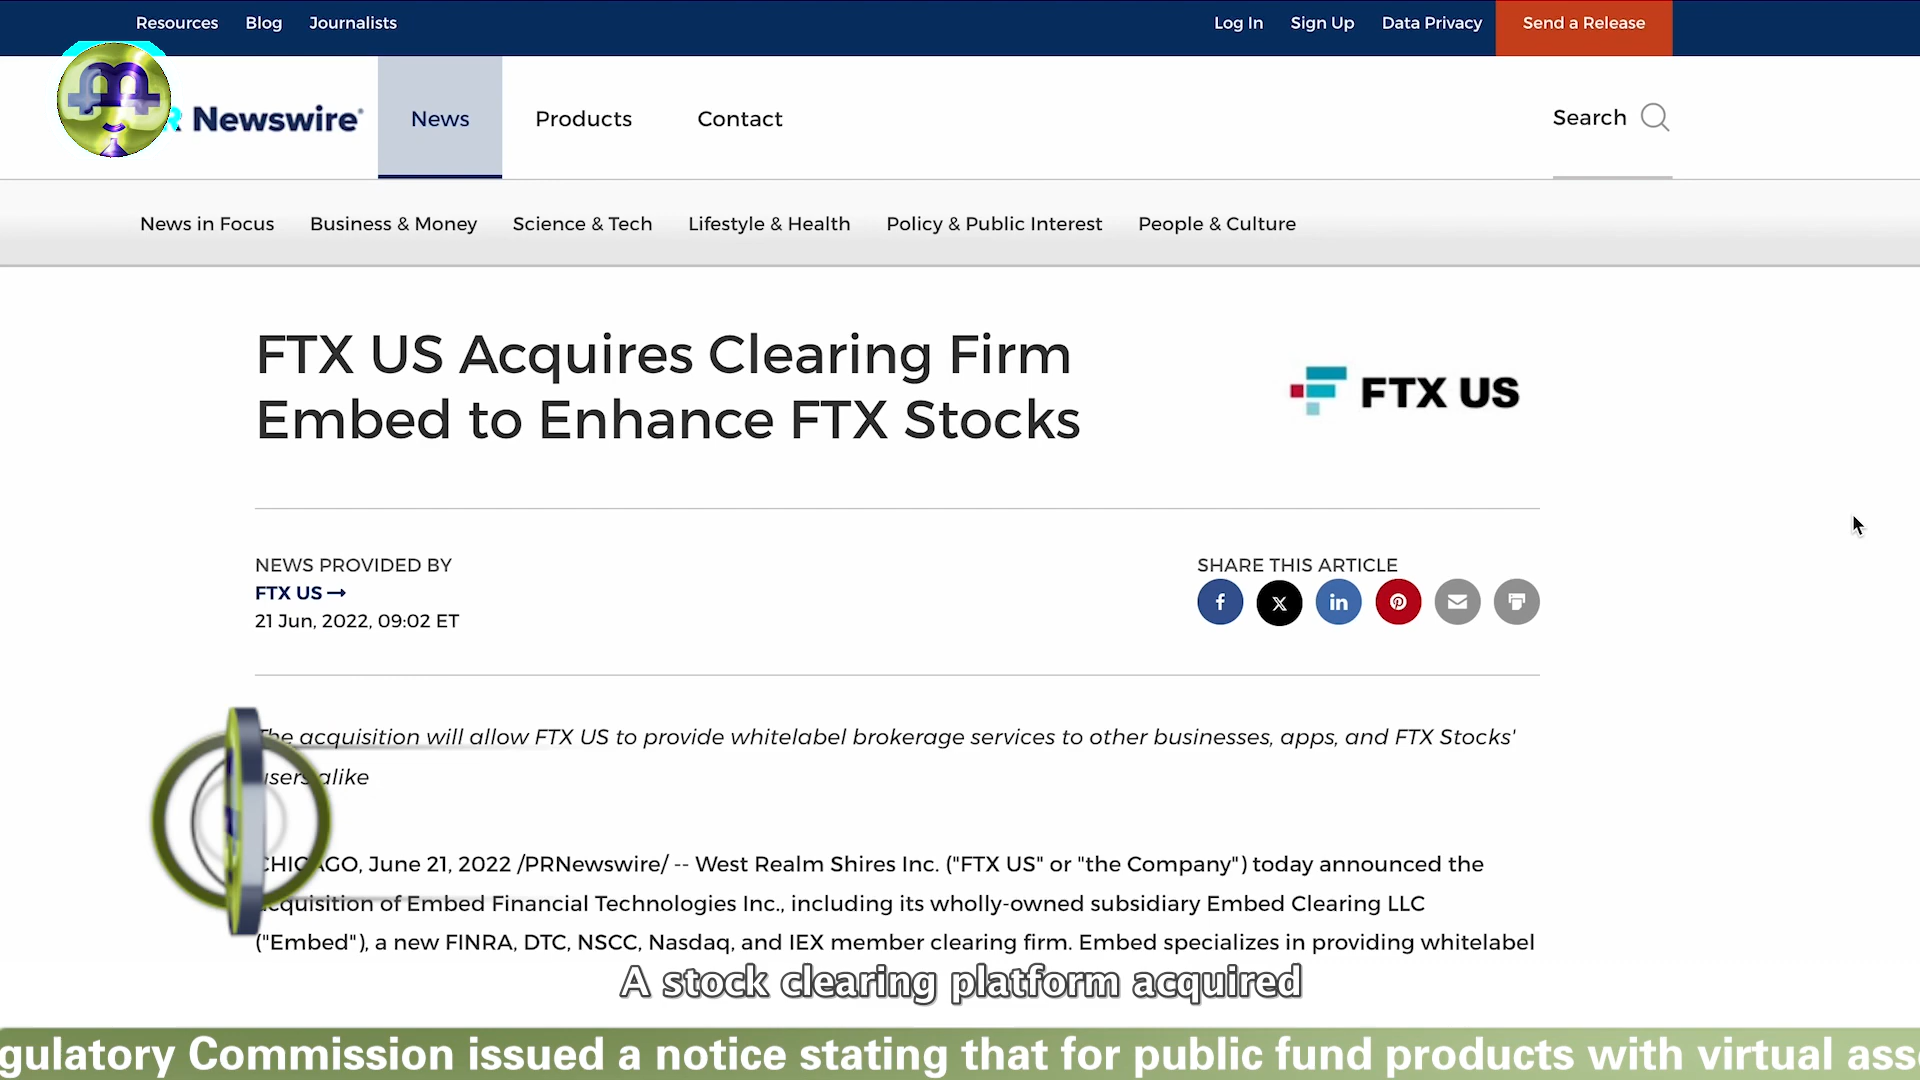 Resources Blog Journalists Log In Sign Up Data Privacy Send a Release
Newswire News Products Contact Search
News in Focus Business & Money Science & Tech Lifestyle & Health Policy & Public Interest People & Culture
FTX US Acquires Clearing Firm
Embed to Enhance FTX Stocks
FTX US
NEWS PROVIDED BY
FTX US →
21 Jun, 2022, 09:02 ET
SHARE THIS ARTICLE
The acquisition will allow FTX US to provide whitelabel brokerage services to other businesses, apps, and FTX Stocks'
users alike
CHICAGO, June 21, 2022 /PRNewswire/ -- West Realm Shires Inc. ("FTX US" or "the Company") today announced the
acquisition of Embed Financial Technologies Inc., including its wholly-owned subsidiary Embed Clearing LLC
("Embed"), a new FINRA, DTC, NSCC, Nasdaq, and IEX member clearing firm. Embed specializes in providing whitelabel
A stock clearing platform acquired
gulatory Commission issued a notice stating that for public fund products with virtual ass